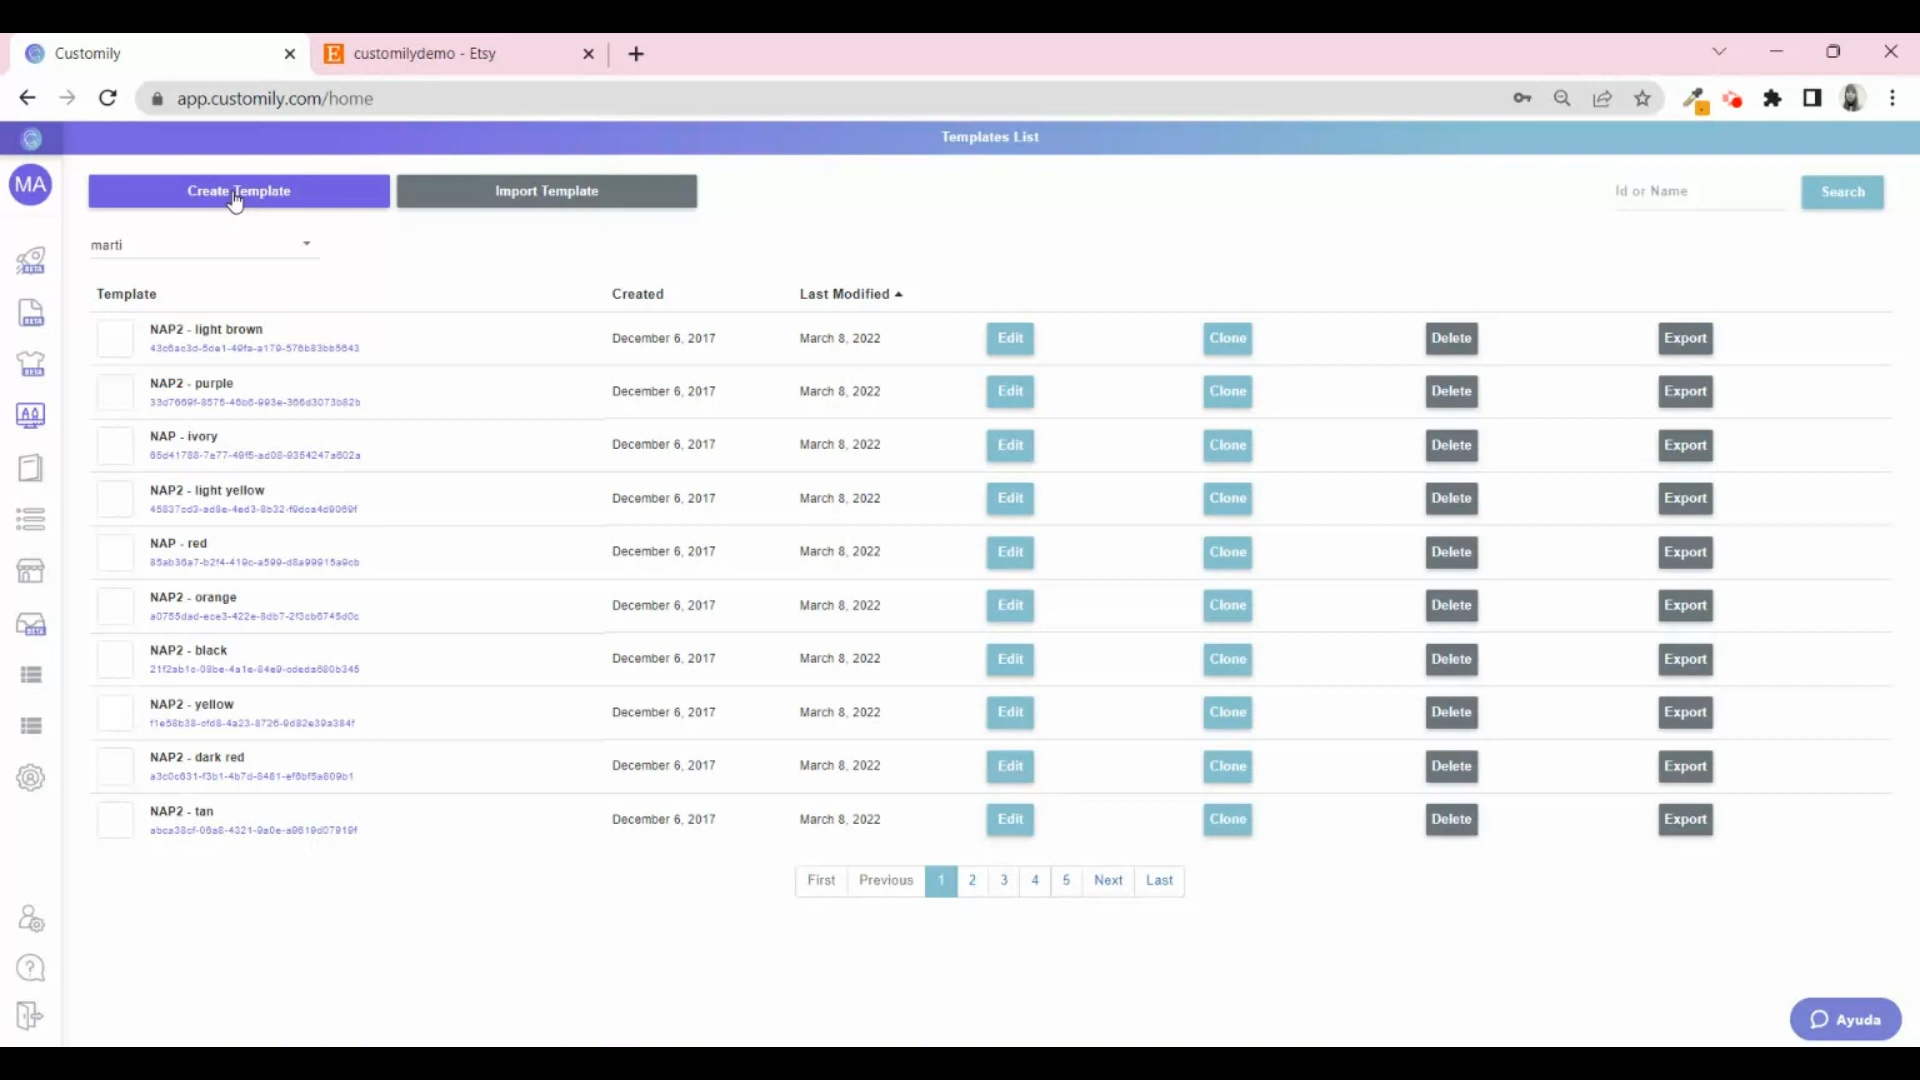 Customily
customilydemo - Etsy
app.customily.com/home
Templates List
MA
Create Template
Import Template
Id or Name
Search
marti
Template Created Last Modified
NAP2 - light brown
December 6, 2017 March 8, 2022 Edit Clone Delete Export
NAP2 - purple
December 6, 2017 March 8, 2022 Edit Clone Delete Export
NAP - ivory
December 6, 2017 March 8, 2022 Edit Clone Delete Export
NAP2 - light yellow
December 6, 2017 March 8, 2022 Edit Clone Delete Export
NAP - red
December 6, 2017 March 8, 2022 Edit Clone Delete Export
NAP2 - orange
December 6, 2017 March 8, 2022 Edit Clone Delete Export
NAP2 - black
December 6, 2017 March 8, 2022 Edit Clone Delete Export
NAP2 - yellow
December 6, 2017 March 8, 2022 Edit Clone Delete Export
NAP2 - dark red
December 6, 2017 March 8, 2022 Edit Clone Delete Export
NAP2 - tan
December 6, 2017 March 8, 2022 Edit Clone Delete Export
First Previous 1 2 3 4 5 Next Last
BETA
BETA
BETA
BETA
Ayuda